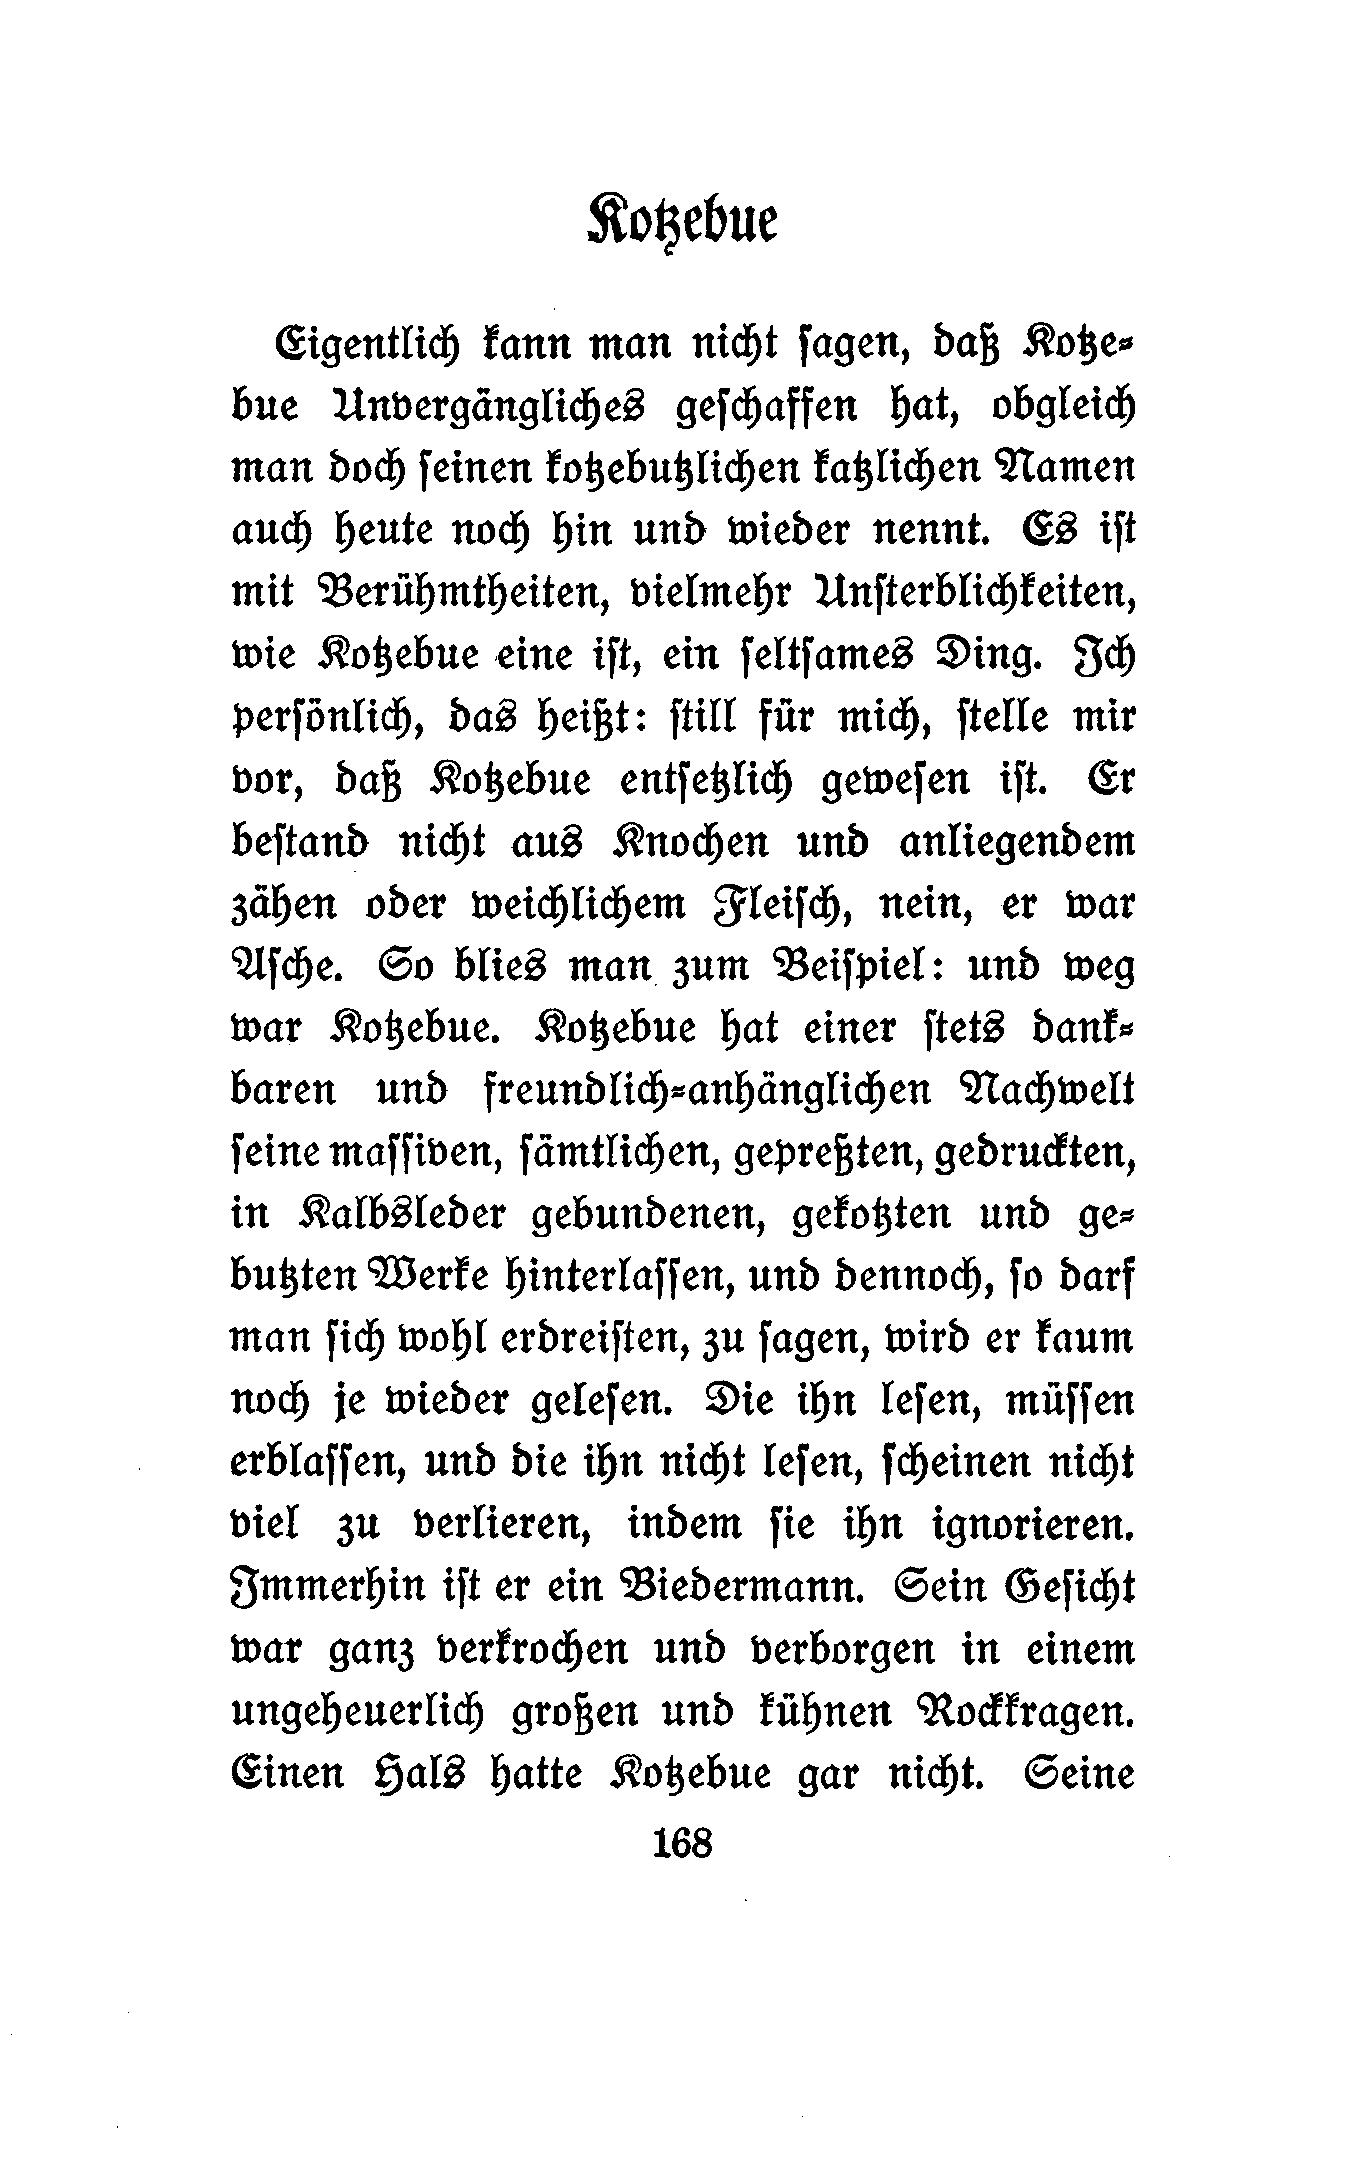 Kotzebue
Eigentlich kann man nicht sagen, daß Kotze-
bue Unvergängliches geschaffen hat, obgleich
man doch seinen kotzebutzlichen katzlichen Namen
auch heute noch hin und wieder nennt. Es ist
mit Berühmtheiten, vielmehr Unsterblichkeiten,
wie Kotzebue eine ist, ein seltsames Ding. Ich
persönlich, das heißt: still für mich, stelle mir
vor, daß Kotzebue entsetzlich gewesen ist. Er
bestand nicht aus Knochen und anliegendem
zähen oder weichlichem Fleisch, nein, er war
Asche. So blies man zum Beispiel: und weg
war Kotzebue. Kotzebue hat einer stets dank-
baren und freundlich-anhänglichen Nachwelt
seine massiven, sämtlichen, gepreßten, gedruckten,
in Kalbsleder gebundenen, gekotzten und ge-
butzten Werke hinterlassen, und dennoch, so darf
man sich wohl erdreisten, zu sagen, wird er kaum
noch je wieder gelesen. Die ihn lesen, müssen
erblassen, und die ihn nicht lesen, scheinen nicht
viel zu verlieren, indem sie ihn ignorieren.
Immerhin ist er ein Biedermann. Sein Gesicht
war ganz verkrochen und verborgen in einem
ungeheuerlich großen und kühnen Rockkragen.
Einen Hals hatte Kotzebue gar nicht. Seine
168